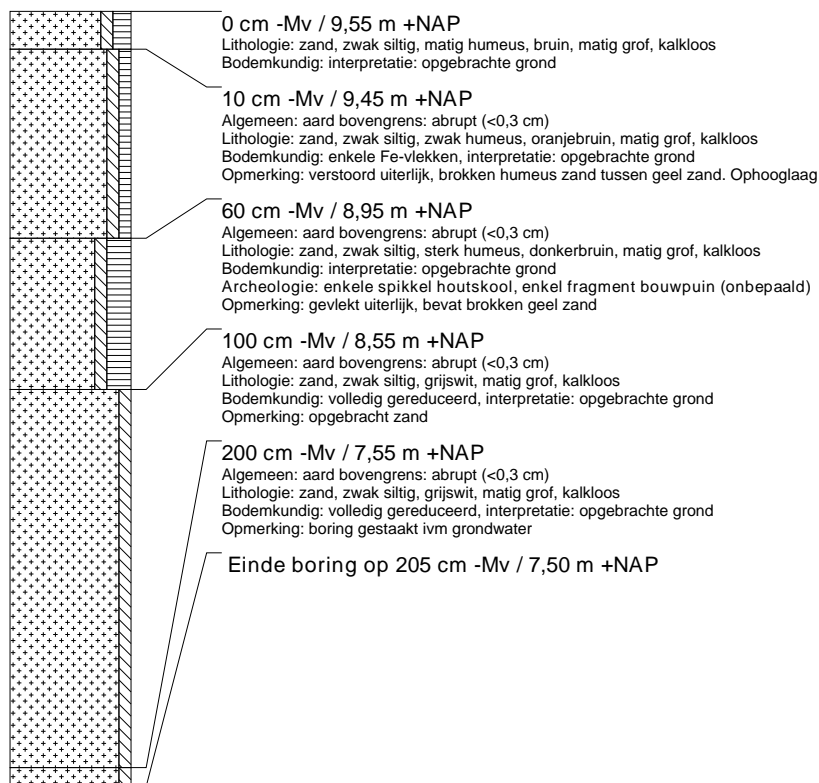 0 cm -Mv / 9,55 m +NAP
Lithologie: zand, zwak siltig, matig humeus, bruin, matig grof, kalkloos
Bodemkundig: interpretatie: opgebrachte grond
10 cm -Mv / 9,45 m +NAP
Algemeen: aard bovengrens: abrupt (<0,3 cm)
Lithologie: zand, zwak siltig, zwak humeus, oranjebruin, matig grof, kalkloos
Bodemkundig: enkele Fe-vlekken, interpretatie: opgebrachte grond
Opmerking: verstoord uiterlijk, brokken humeus zand tussen geel zand. Ophooglaag
60 cm -Mv / 8,95 m +NAP
Algemeen: aard bovengrens: abrupt (<0,3 cm)
Lithologie: zand, zwak siltig, sterk humeus, donkerbruin, matig grof, kalkloos
Bodemkundig: interpretatie: opgebrachte grond
Archeologie: enkele spikkel houtskool, enkel fragment bouwpuin (onbepaald)
Opmerking: gevlekt uiterlijk, bevat brokken geel zand
100 cm -Mv / 8,55 m +NAP
Algemeen: aard bovengrens: abrupt (<0,3 cm)
Lithologie: zand, zwak siltig, grijswit, matig grof, kalkloos
Bodemkundig: volledig gereduceerd, interpretatie: opgebrachte grond
Opmerking: opgebracht zand
200 cm -Mv / 7,55 m +NAP
Algemeen: aard bovengrens: abrupt (<0,3 cm)
Lithologie: zand, zwak siltig, grijswit, matig grof, kalkloos
Bodemkundig: volledig gereduceerd, interpretatie: opgebrachte grond
Opmerking: boring gestaakt ivm grondwater
Einde boring op 205 cm -Mv / 7,50 m +NAP